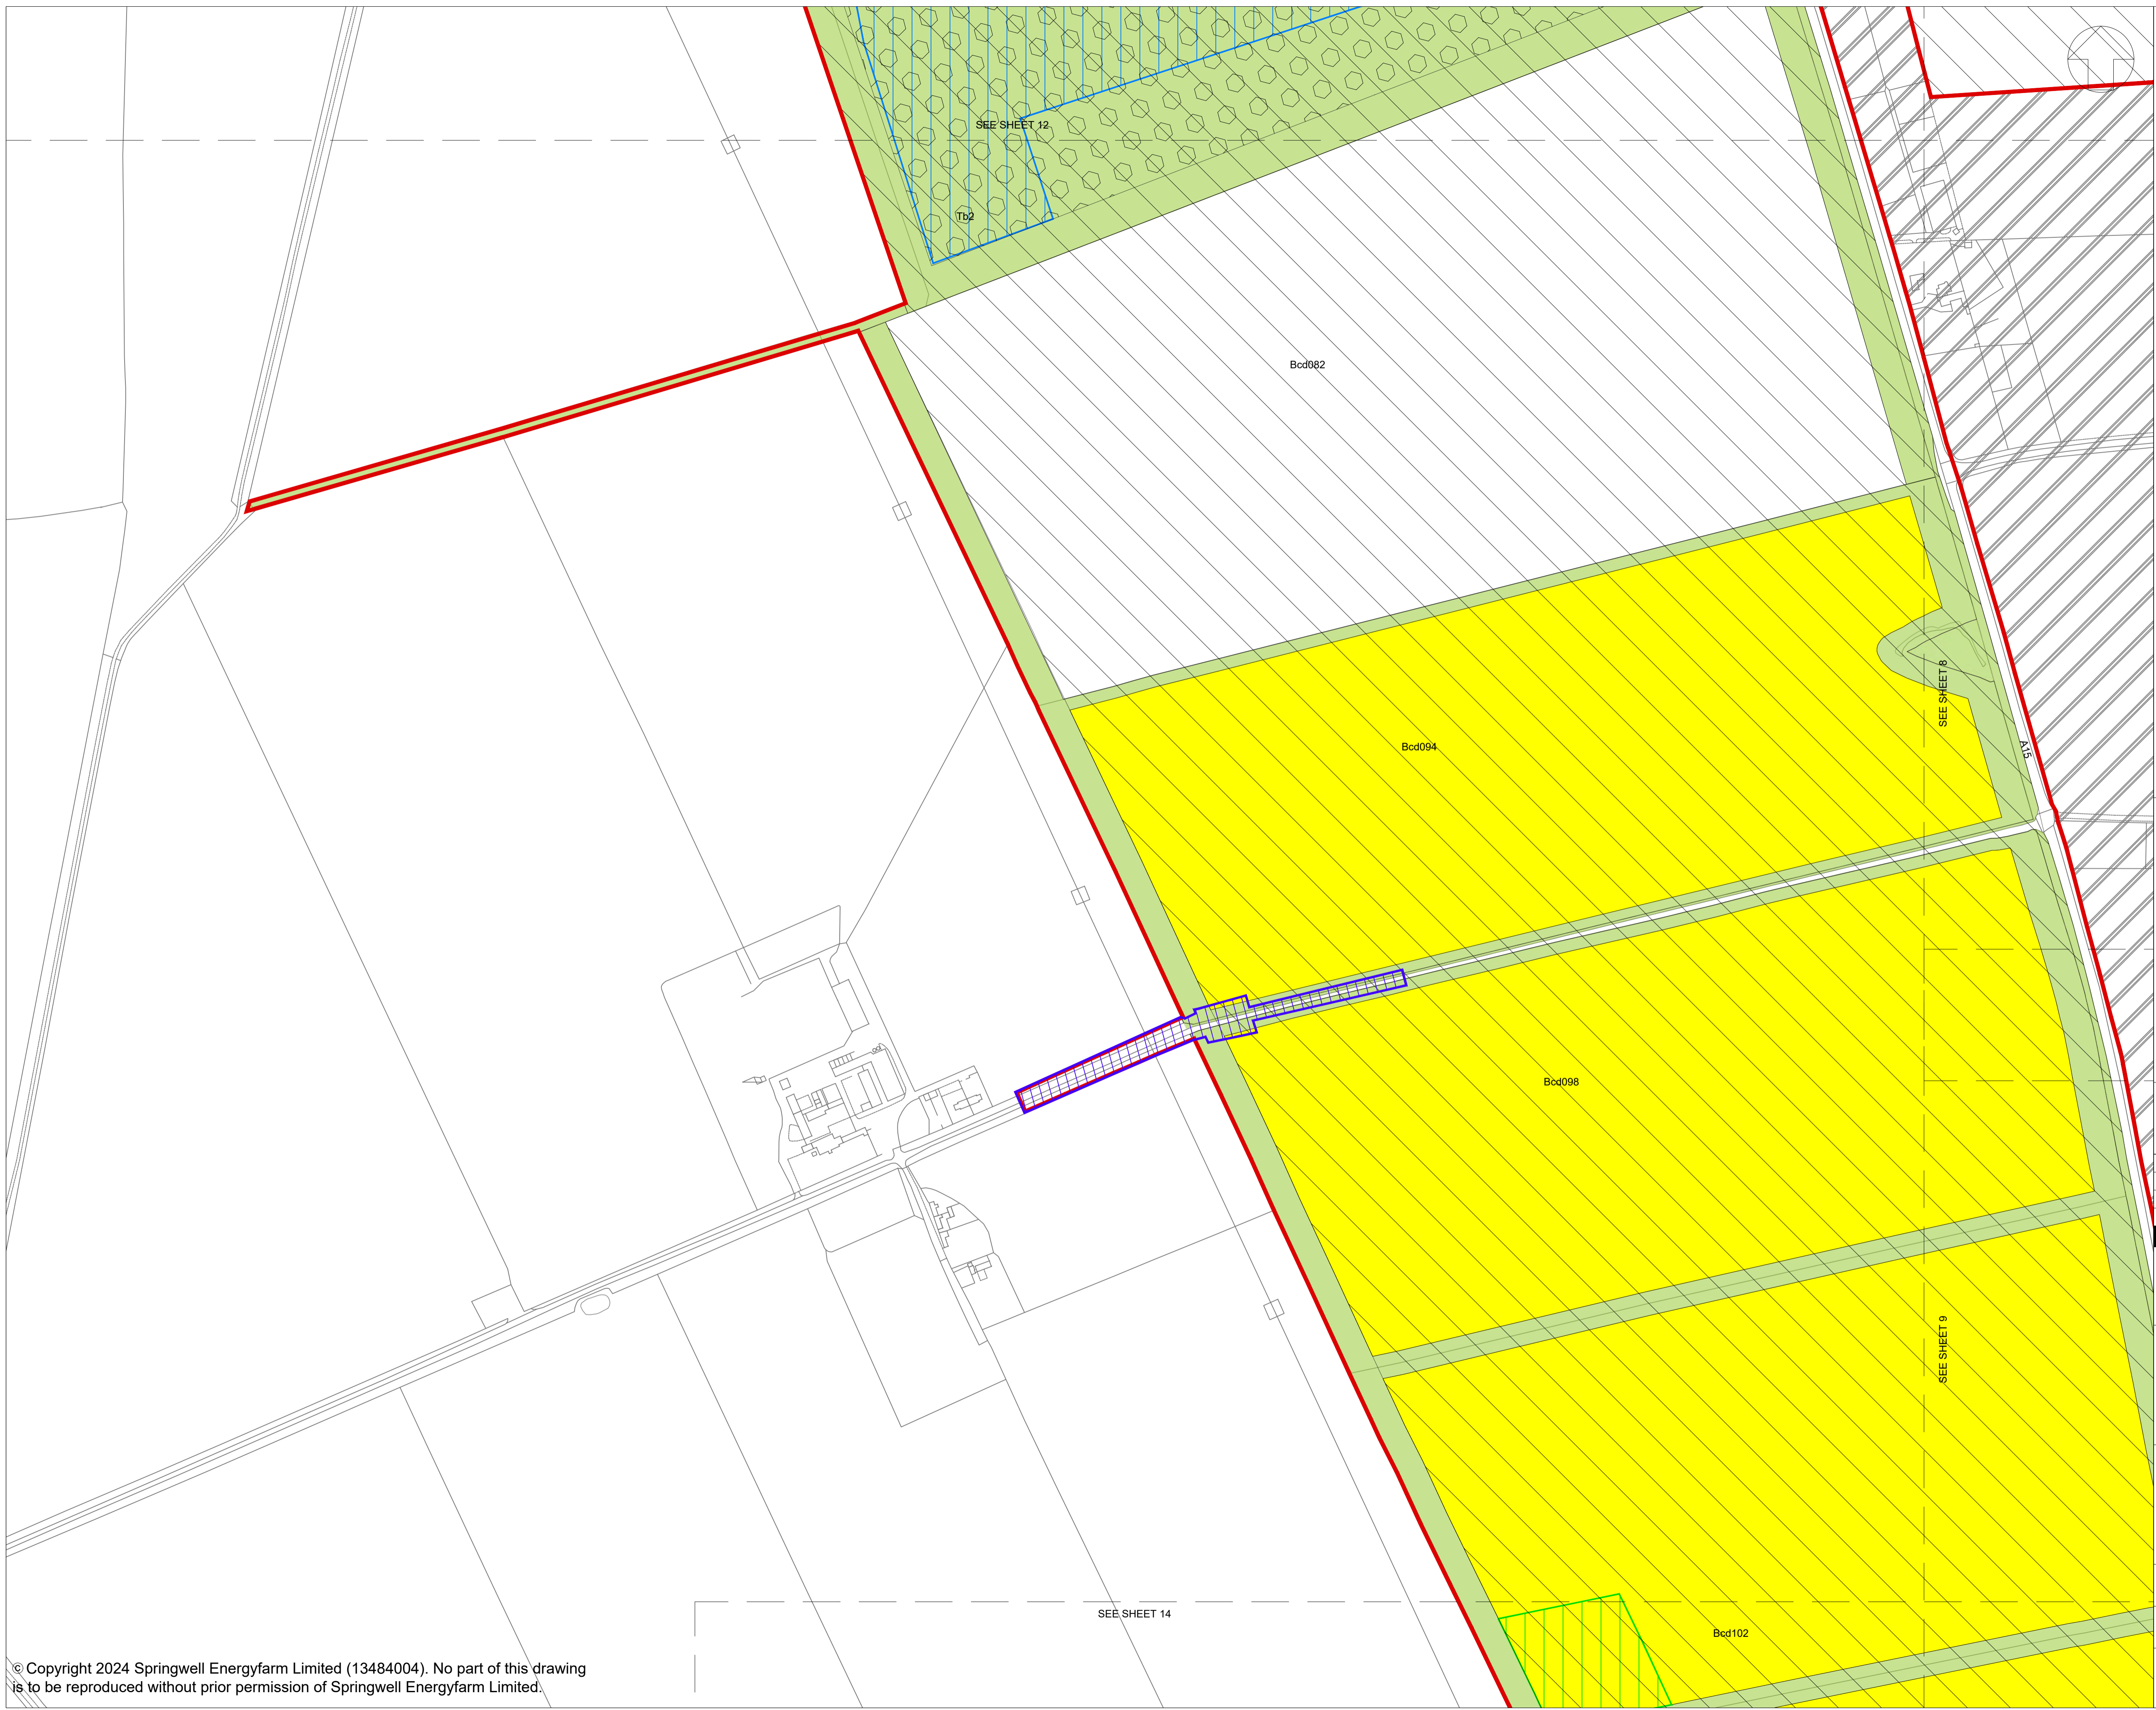 SEE SHEET 12
Tb2
Bcd082
SEE SHEET 8
A15
Bcd094
Bcd098
SEE SHEET 9
SEE SHEET 14
Bcd102
© Copyright 2024 Springwell Energyfarm Limited (13484004). No part of this drawing
is to be reproduced without prior permission of Springwell Energyfarm Limited.